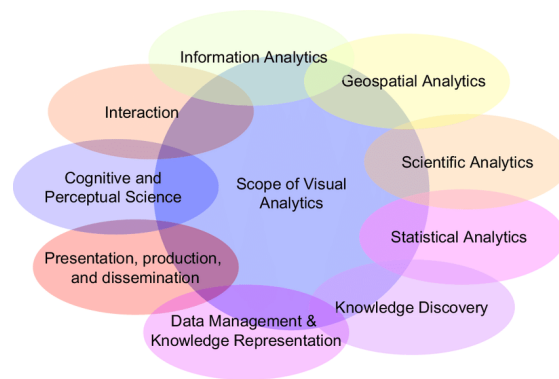 Information Analytics
Geospatial Analytics
Interaction
Scientific Analytics
Cognitive and
Perceptual Science
Scope of Visual
Analytics
Statistical Analytics
Presentation, production,
and dissemination
Knowledge Discovery
Data Management &
Knowledge Representation